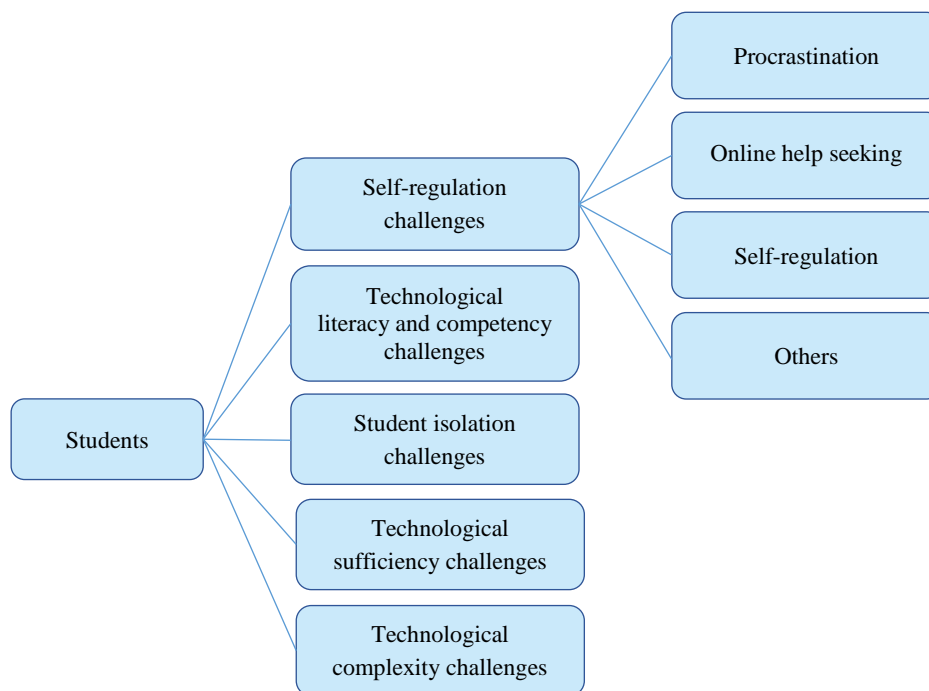 Students
Self-regulation
challenges
Technological
literacy and competency
challenges
Student isolation
challenges
Technological
sufficiency challenges
Technological
complexity challenges
Procrastination
Online help seeking
Self-regulation
Others